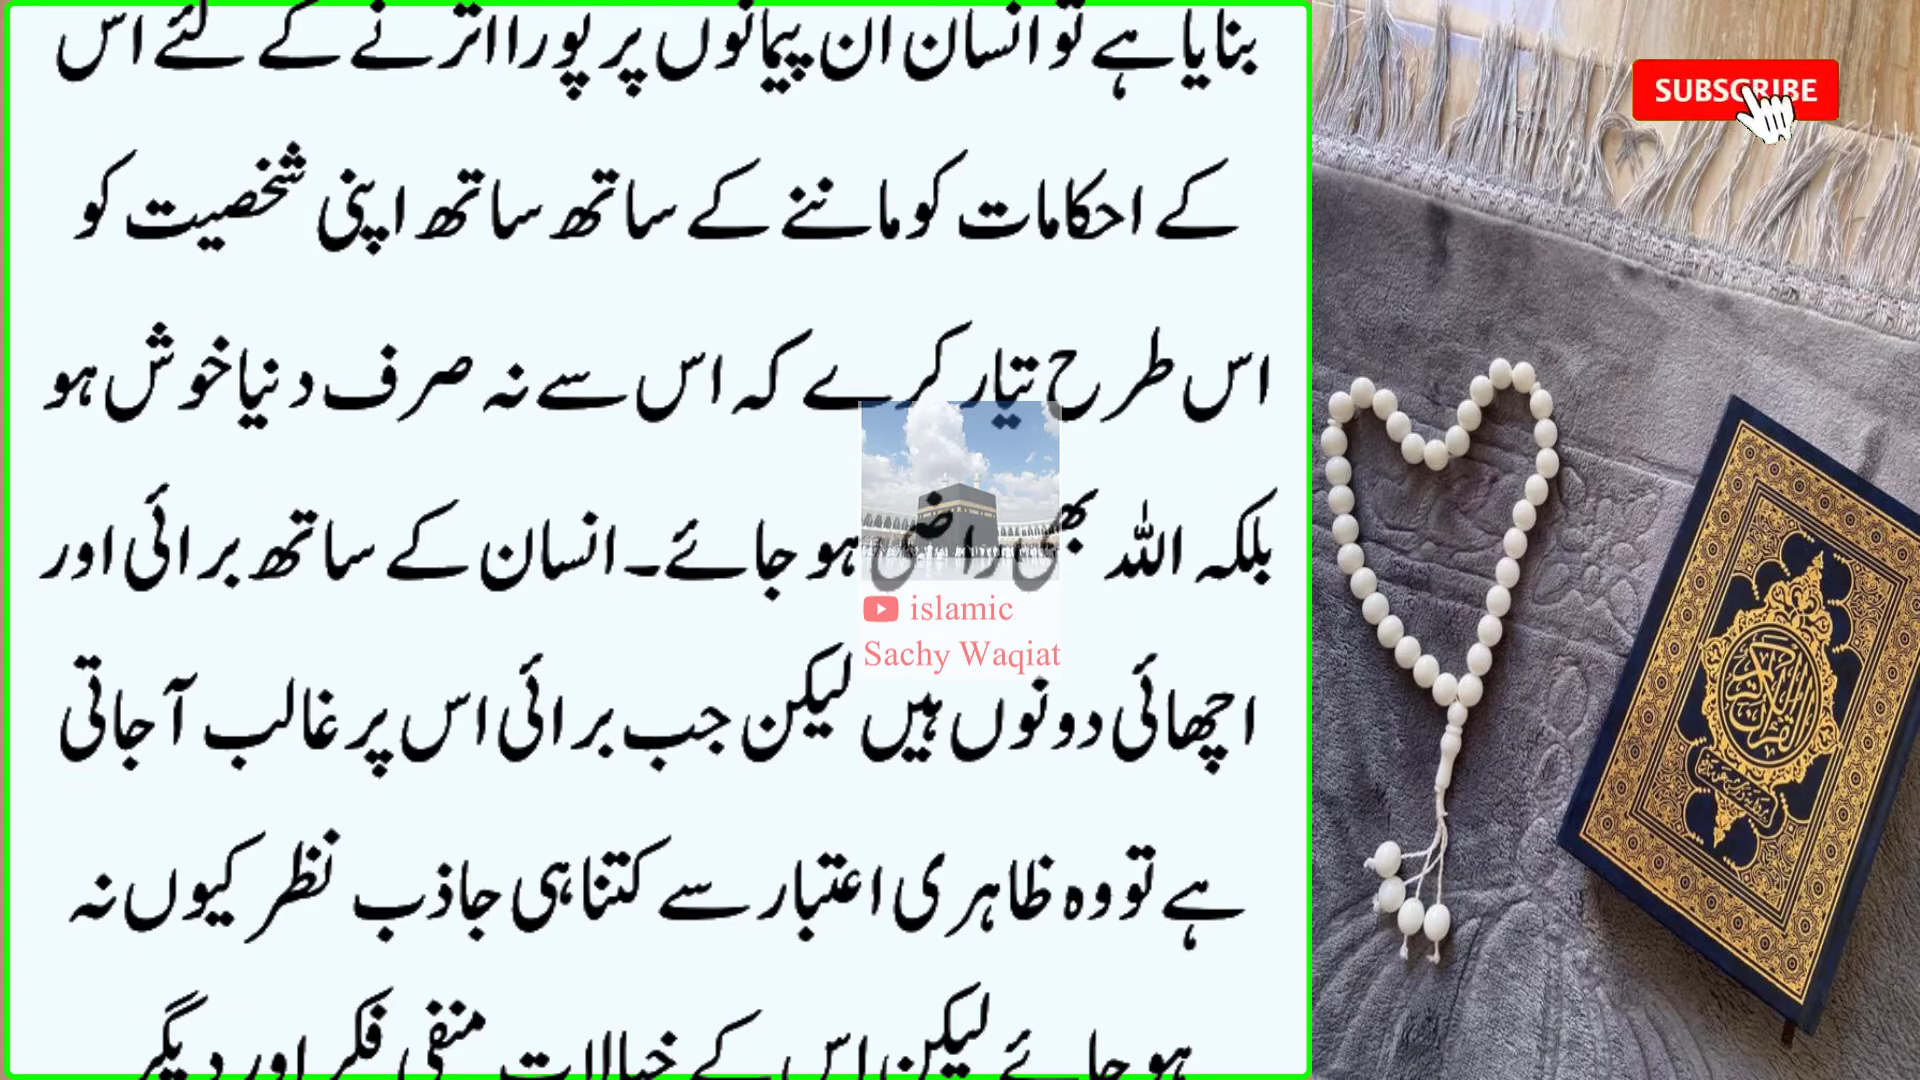 بنایا ہے تو انسان ان پیمانوں پر پورا اترنے کے لئے اس
کے احکامات کو ماننے کے ساتھ ساتھ اپنی شخصیت کو
اس طرح تیار کرے کہ اس سے نہ صرف دنیا خوش ہو
بلکہ اللہ بھی راضی ہو جائے۔ انسان کے ساتھ برائی اور
اچھائی دونوں ہیں لیکن جب برائی اس پر غالب آجاتی
ہے تو وہ ظاہری اعتبار سے کتنا ہی جاذب نظر کیوں نہ
ہو جائے لیکن اس کے خیالات منفی فکر اور دیگر
SUBSCRIBE
islamic
Sachy Waqiat
القرآن الكريم